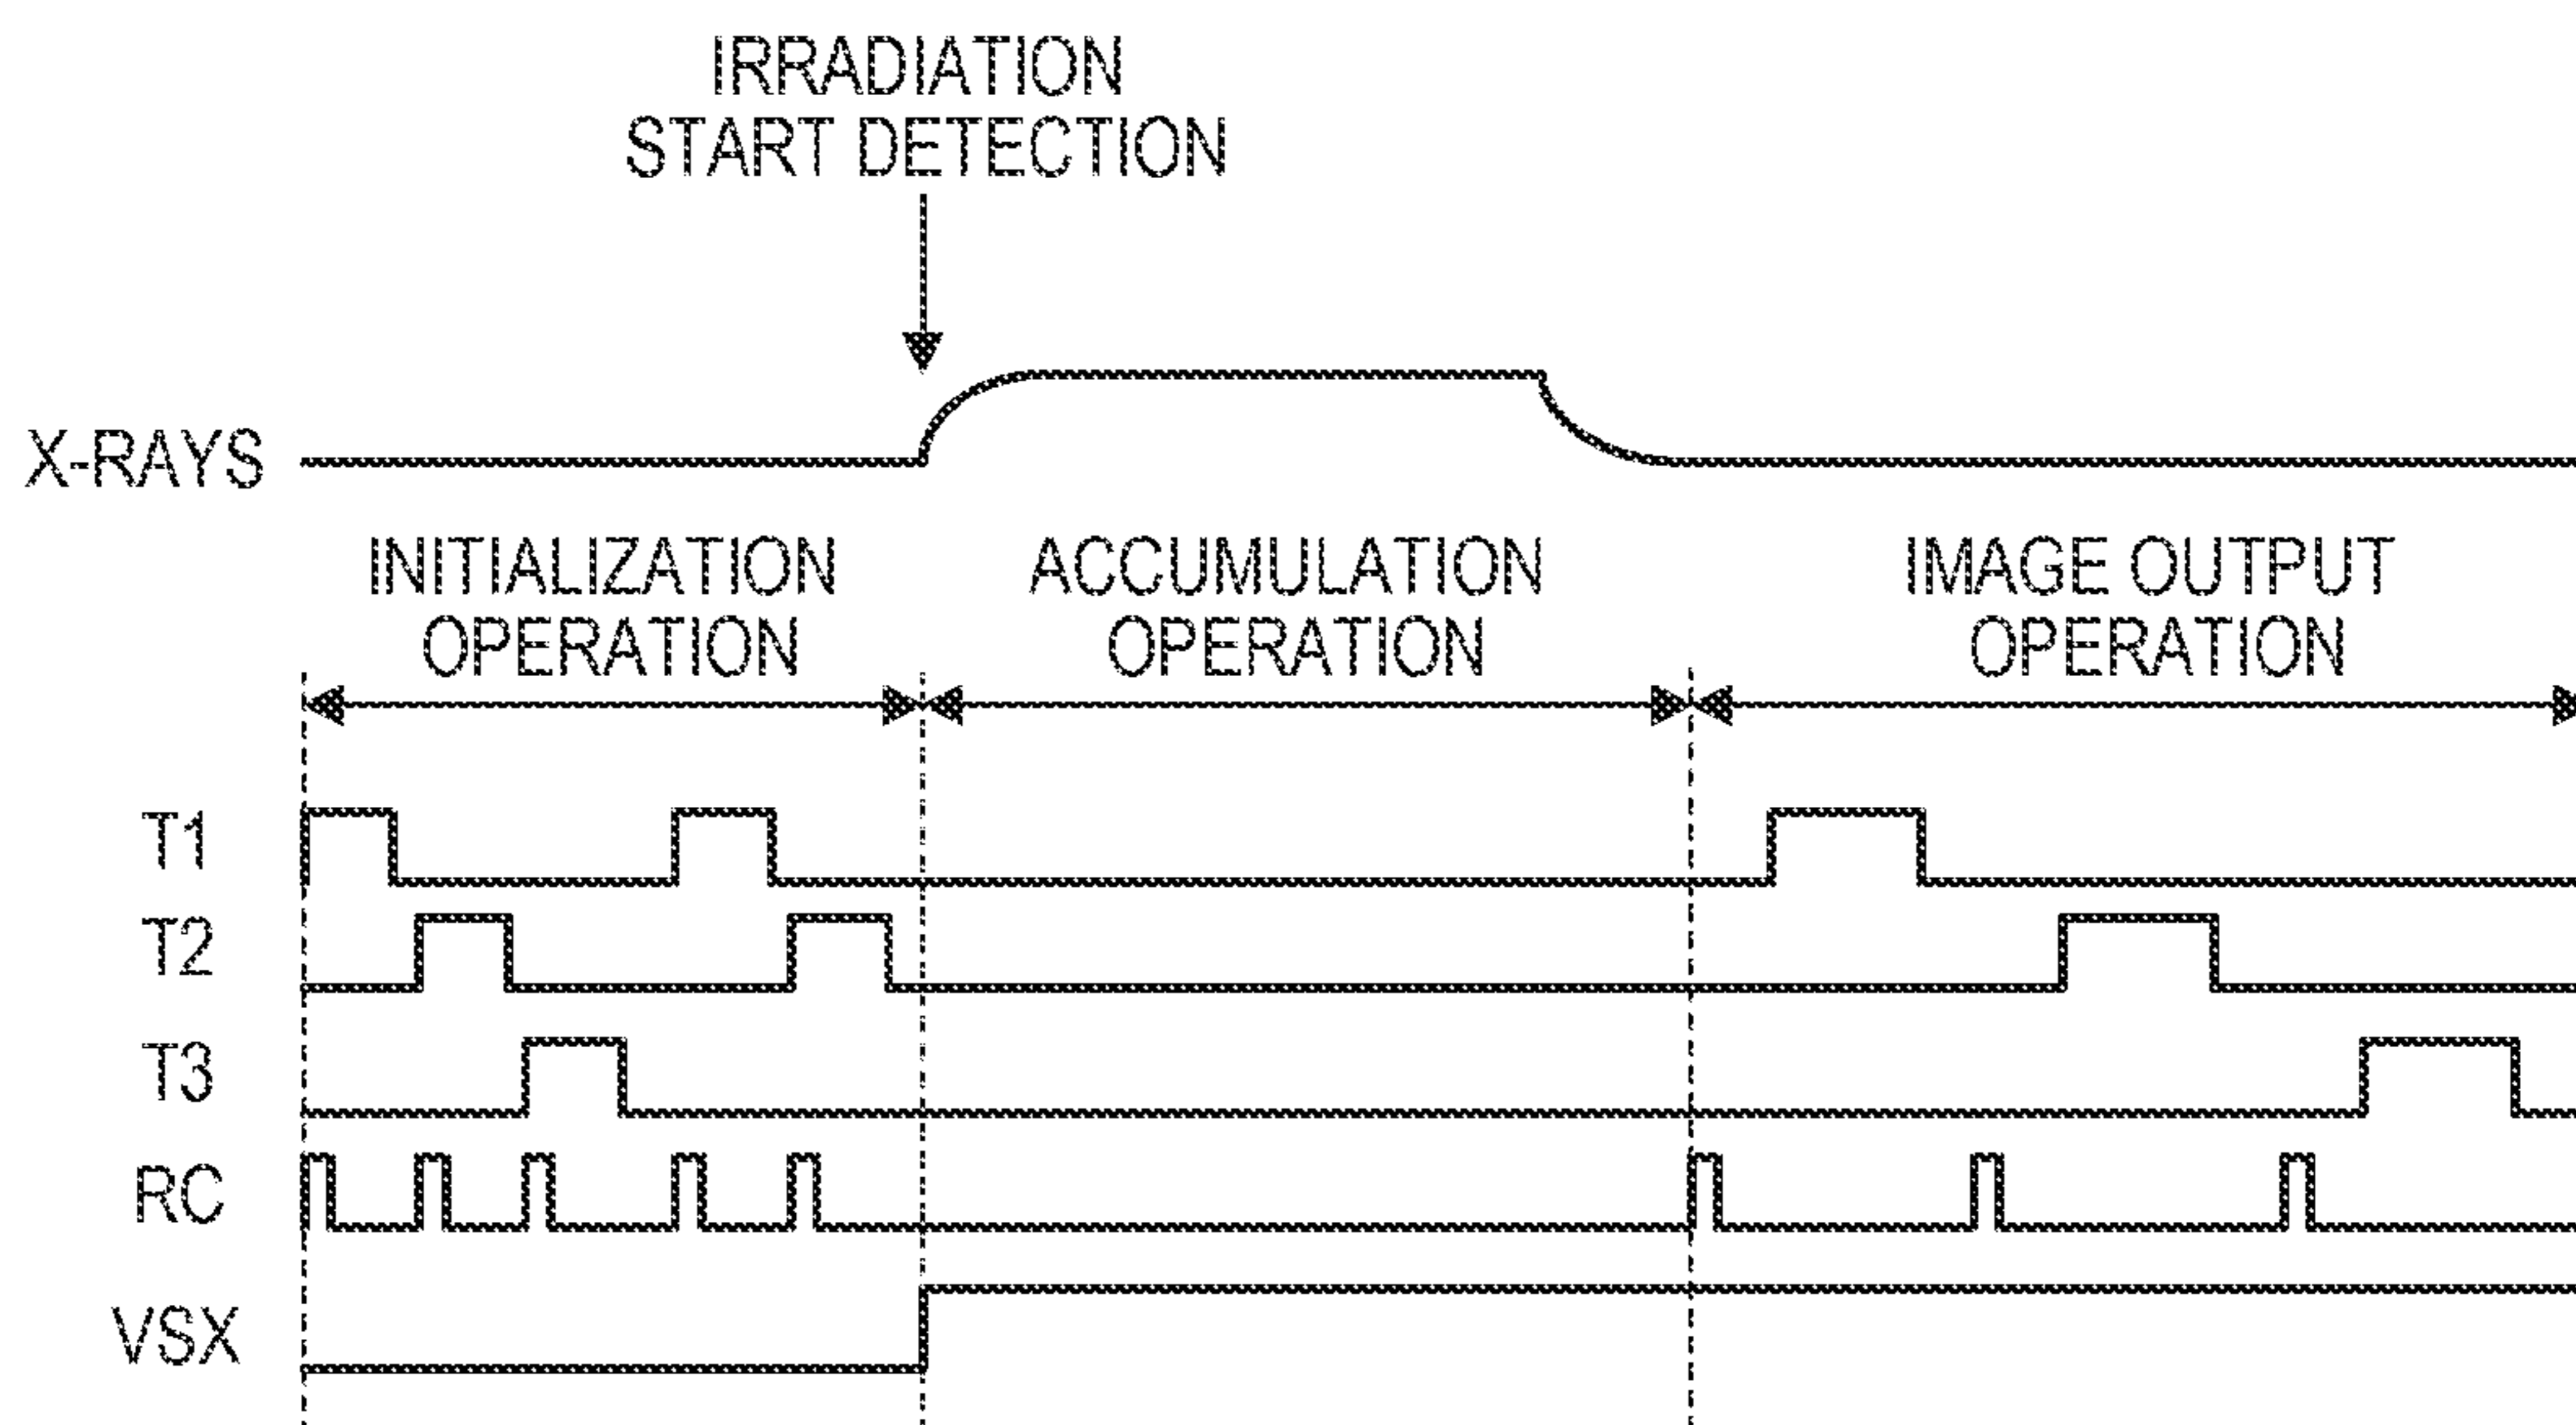 IRRADIATION
START DETECTION
X-RAYS
INITIALIZATION
OPERATION
ACCUMULATION
OPERATION
IMAGE OUTPUT
OPERATION
T1
T2
T3
RC
VSX